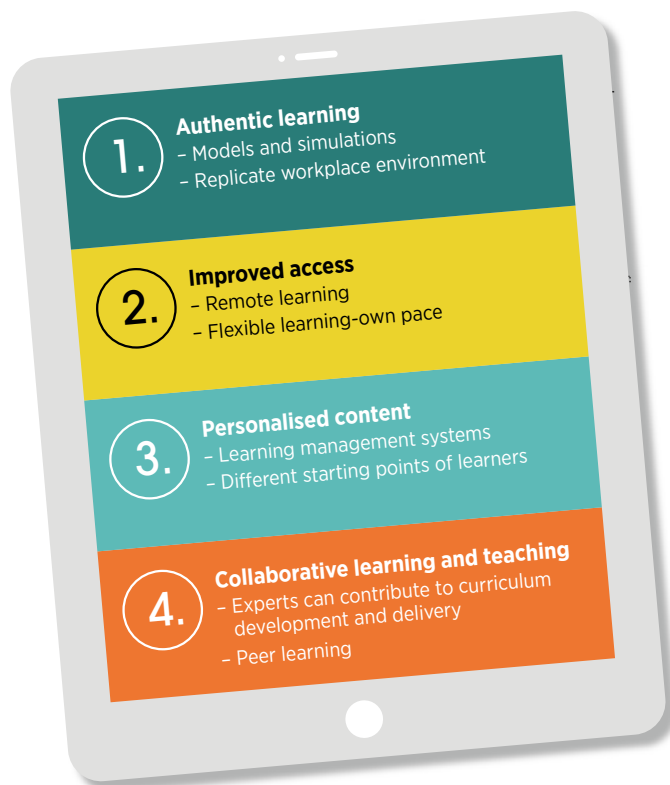 1.
Authentic learning
– Models and simulations
– Replicate workplace environment
2.
Improved access
– Remote learning
– Flexible learning-own pace
3.
Personalised content
– Learning management systems
– Different starting points of learners
4.
Collaborative learning and teaching
– Experts can contribute to curriculum
development and delivery
– Peer learning